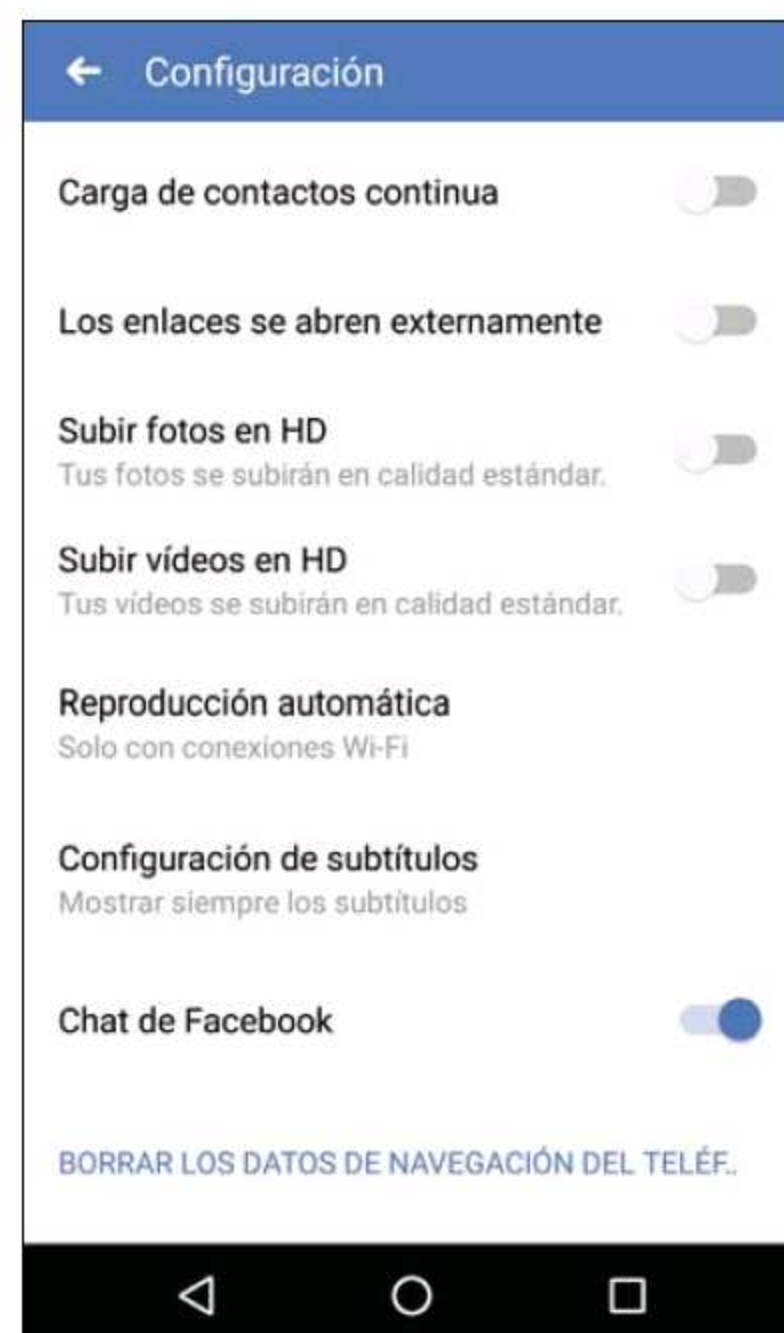 Configuración
Carga de contactos continua
Los enlaces se abren externamente
Subir fotos en HD
Tus fotos se subirán en calidad estándar.
Subir vídeos en HD
Tus vídeos se subirán en calidad estándar.
Reproducción automática
Solo con conexiones Wi-Fi
Configuración de subtítulos
Mostrar siempre los subtítulos
Chat de Facebook
BORRAR LOS DATOS DE NAVEGACIÓN DEL TELÉF..